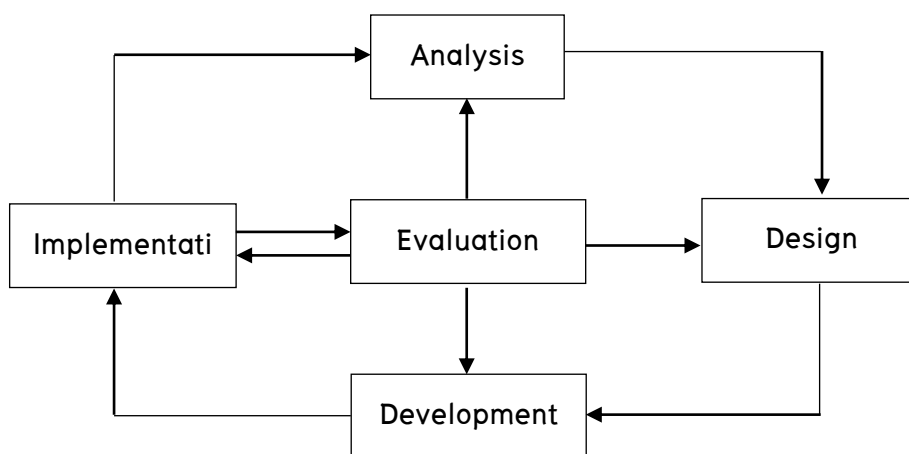 Analysis
Implementati
Evaluation
Design
Development